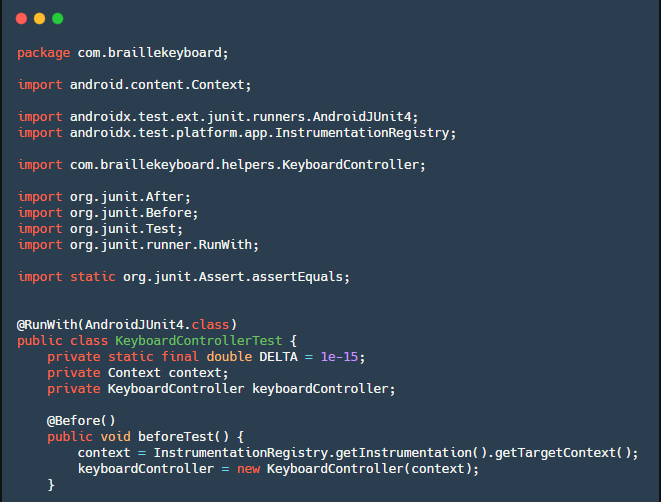 package com.braillekeyboard;
import android.content.Context;
import androidx.test.ext.junit.runners.AndroidJUnit4;
import androidx.test.platform.app.InstrumentationRegistry;
import com.braillekeyboard.helpers.KeyboardController;
import org.junit.After;
import org.junit.Before;
import org.junit.Test;
import org.junit.runner.RunWith;
import static org.junit.Assert.assertEquals;
@RunWith(AndroidJUnit4.class)
public class KeyboardControllerTest {
    private static final double DELTA = 1e-15;
    private Context context;
    private KeyboardController keyboardController;
    @Before()
    public void beforeTest() {
        context = InstrumentationRegistry.getInstrumentation().getTargetContext();
        keyboardController = new KeyboardController(context);
    }